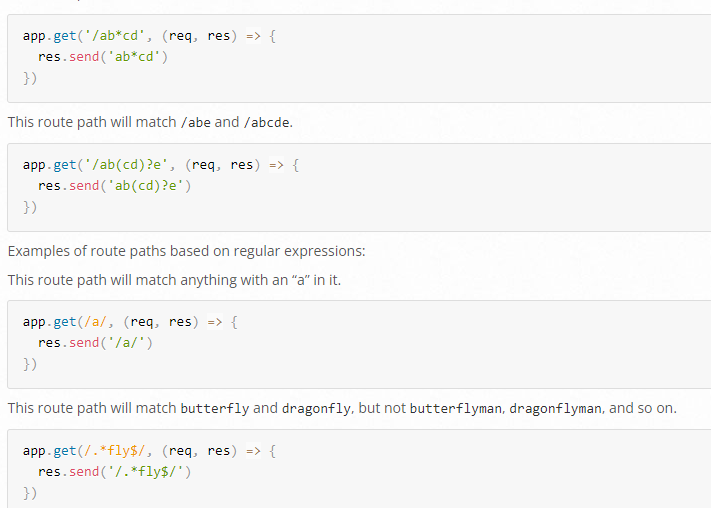 app.get('/ab*cd', (req, res) => {
  res.send('ab*cd')
})
This route path will match /abe and /abcde.
app.get('/ab(cd)?e', (req, res) => {
  res.send('ab(cd)?e')
})
Examples of route paths based on regular expressions:
This route path will match anything with an “a” in it.
app.get(/a/, (req, res) => {
  res.send('/a/')
})
This route path will match butterfly and dragonfly, but not butterflyman, dragonflyman, and so on.
app.get(/.*fly$/, (req, res) => {
  res.send('/.*fly$/')
})